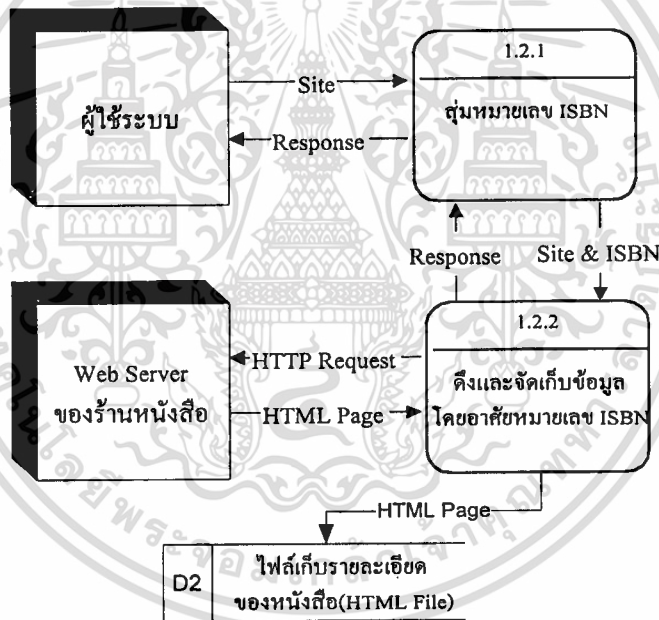 1.2.1
Site
ผู้ใช้ระบบ
สุ่มหมายเลข ISBN
Response
Response
Site & ISBN
1.2.2
HTTP Request
Web Server
ของร้านหนังสือ
ดึงและจัดเก็บข้อมูล
โดยอาศัยหมายเลข ISBN
HTML Page
HTML Page
D2
ไฟล์เก็บรายละเอียด
ของหนังสือ(HTML File)